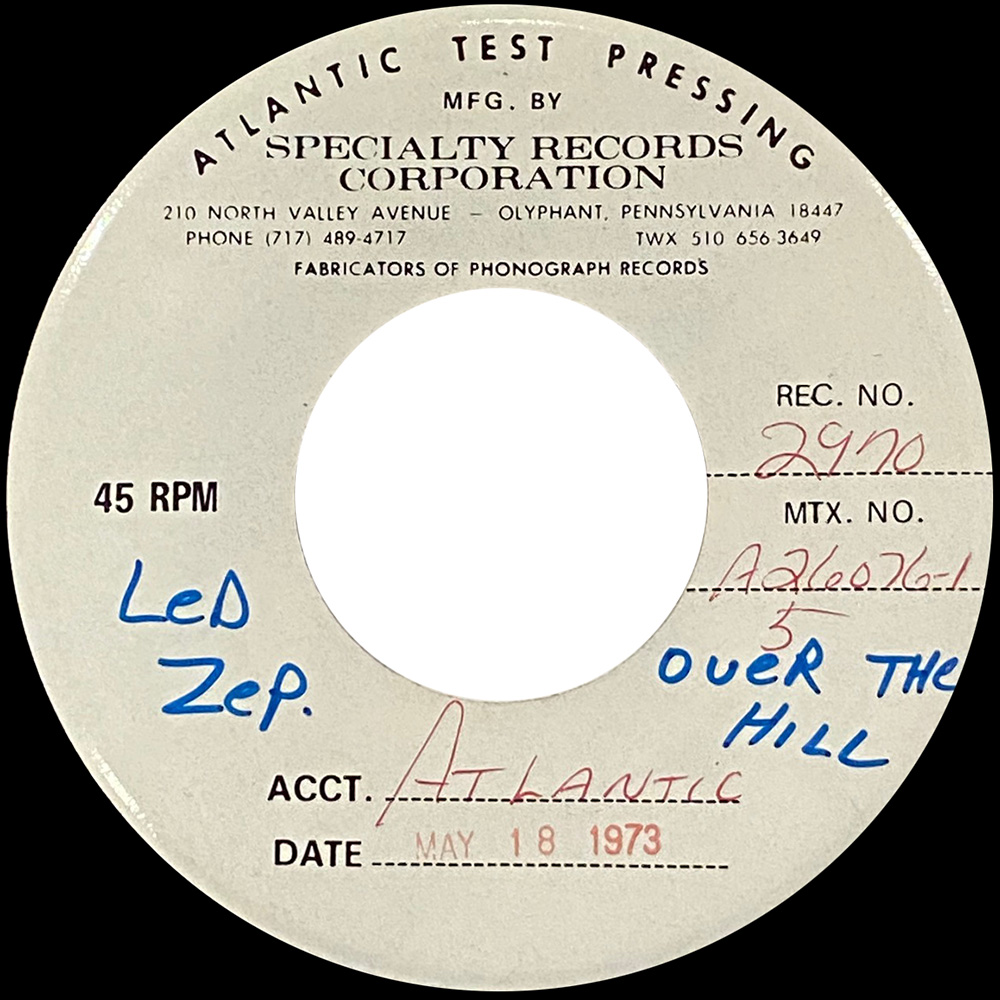 ATLANTIC TEST PRESSING
MFG. BY
SPECIALTY RECORDS
CORPORATION
210 NORTH VALLEY AVENUE — OLYPHANT, PENNSYLVANIA 18447
PHONE (717) 489-4717 TWX 510 656-3649
FABRICATORS OF PHONOGRAPH RECORDS
REC. NO.
2970
45 RPM
MTX. NO.
A26076-1
5
LeD
Zep.
OVeR THe
HILL
ACCT. ATLANTIC
DATE MAY 18 1973